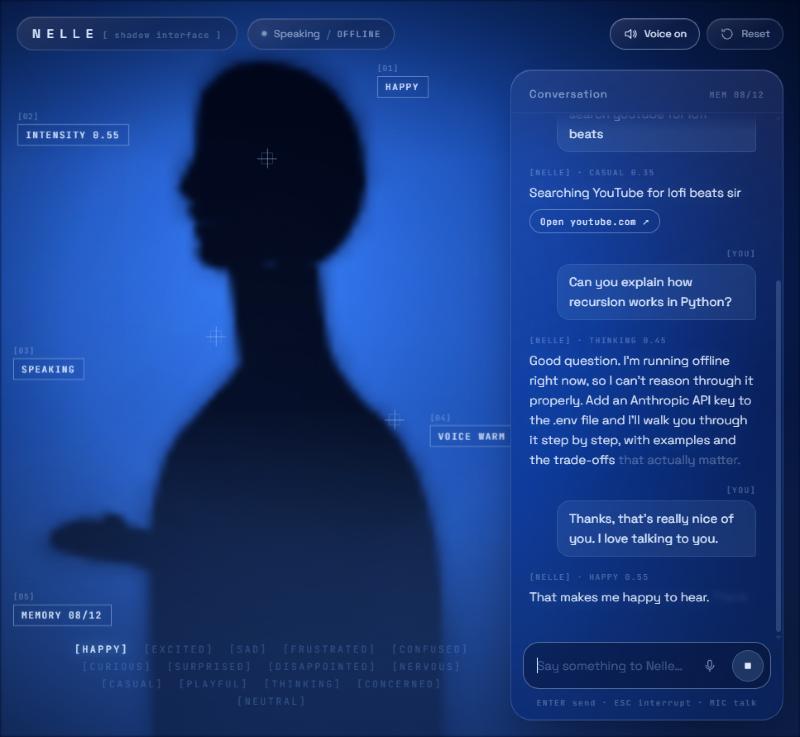 NELLE [ shadow interface ]
Speaking / OFFLINE
Voice on
Reset
[01]
HAPPY
[02]
INTENSITY 0.55
[03]
SPEAKING
[04]
VOICE WARM
[05]
MEMORY 08/12
[HAPPY] [EXCITED] [SAD] [FRUSTRATED] [CONFUSED]
[CURIOUS] [SURPRISED] [DISAPPOINTED] [NERVOUS]
[CASUAL] [PLAYFUL] [THINKING] [CONCERNED]
[NEUTRAL]
Conversation
MEM 08/12
search youtube for lofi
beats
[NELLE] · CASUAL 0.35
Searching YouTube for lofi beats sir
Open youtube.com ↗
[YOU]
Can you explain how
recursion works in Python?
[NELLE] · THINKING 0.45
Good question. I'm running offline
right now, so I can't reason through it
properly. Add an Anthropic API key to
the .env file and I'll walk you through
it step by step, with examples and
the trade-offs that actually matter.
[YOU]
Thanks, that's really nice of
you. I love talking to you.
[NELLE] · HAPPY 0.55
That makes me happy to hear.
Say something to Nelle...
ENTER send · ESC interrupt · MIC talk